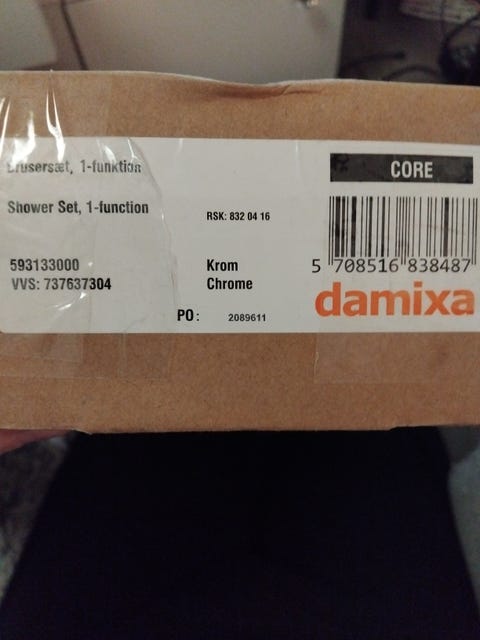 Brusersæt, 1-funktion
CORE
Shower Set, 1-function
RSK: 832 04 16
593133000
Krom
5 708516 838487
VVS: 737637304
Chrome
damixa
PO: 2089611